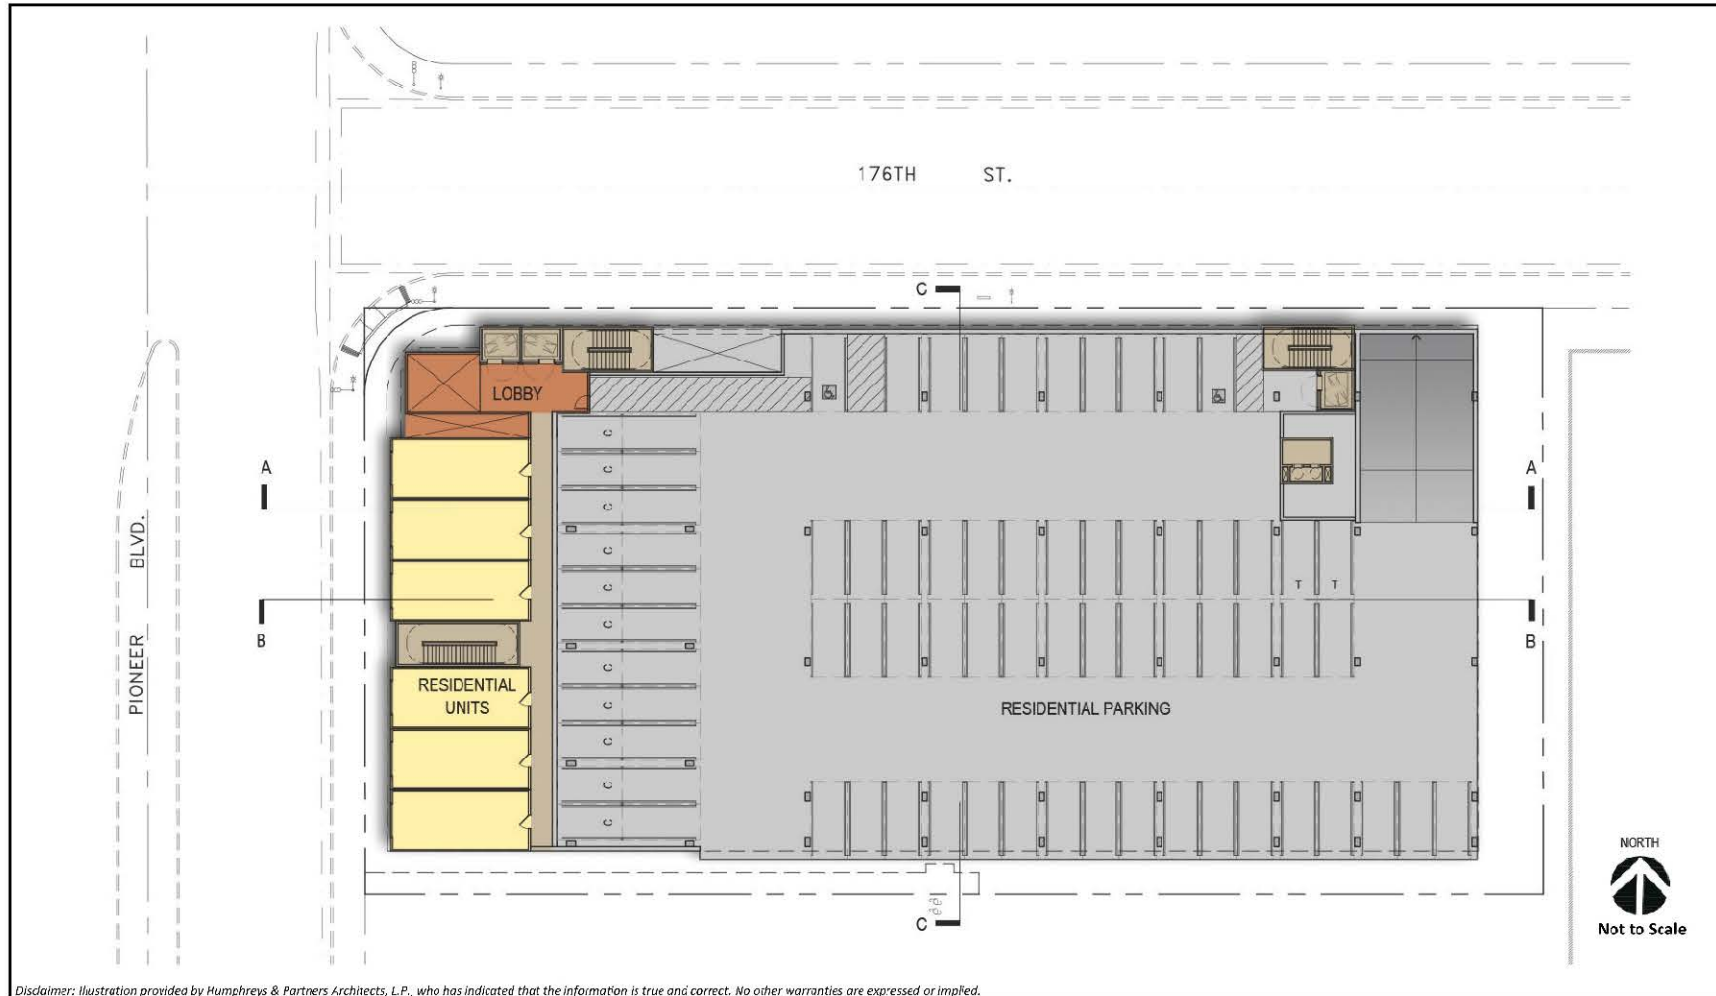 176TH ST.
C
LOBBY
C
C
C
A
A
C
PIONEER BLVD.
C
T T
B
B
C
C
RESIDENTIAL
UNITS
C
C
RESIDENTIAL PARKING
C
C
C
NORTH
Not to Scale
C
Disclaimer: Illustration provided by Humphreys & Partners Architects, L.P., who has indicated that the information is true and correct. No other warranties are expressed or implied.